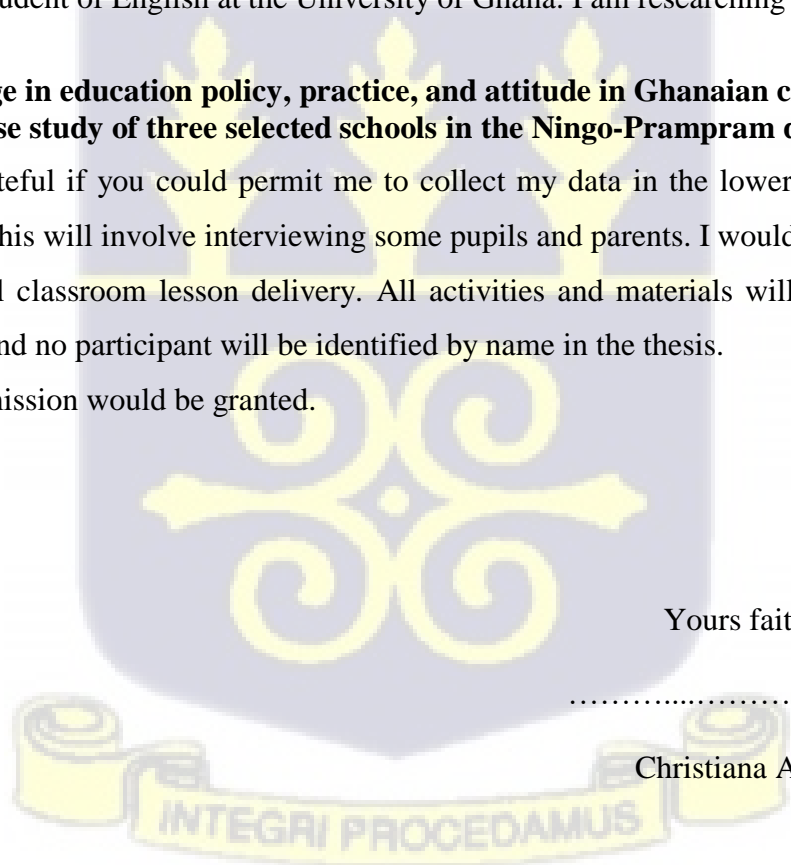 udent of English at the University of Ghana. I am researching
ge in education policy, practice, and attitude in Ghanaian c
se study of three selected schools in the Ningo-Prampram d
teful if you could permit me to collect my data in the lower
his will involve interviewing some pupils and parents. I would
l classroom lesson delivery. All activities and materials will
nd no participant will be identified by name in the thesis.
nission would be granted.
Yours fait
………....………
Christiana A
INTEGRI PROCEDAMUS